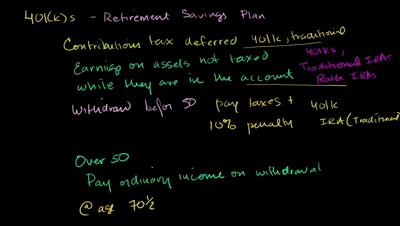 401(k)s - Retirement Savings Plan
Contributions tax deferred 401k, traditional
Earnings on assets not taxed
while they are in the account
401ks,
Traditional IRAs
Roth IRAs
Withdraw before 50 pay taxes + 401k
10% penalty IRA (Traditional
Over 50
Pay ordinary income on withdrawal
@ age 70 1/2